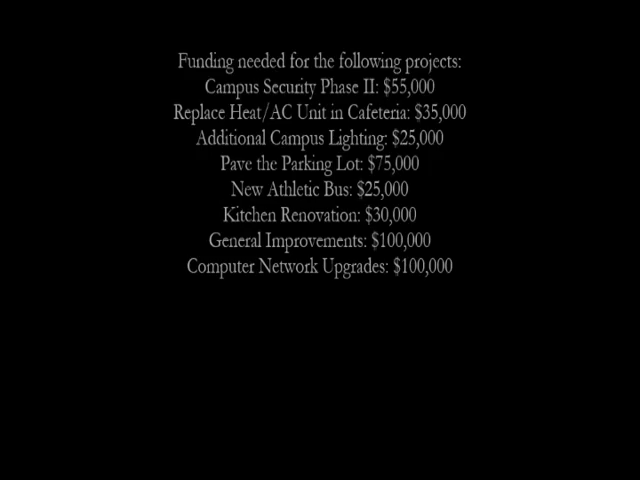 Funding needed for the following projects:
Campus Security Phase II: $55,000
Replace Heat/AC Unit in Cafeteria: $35,000
Additional Campus Lighting: $25,000
Pave the Parking Lot: $75,000
New Athletic Bus: $25,000
Kitchen Renovation: $30,000
General Improvements: $100,000
Computer Network Upgrades: $100,000